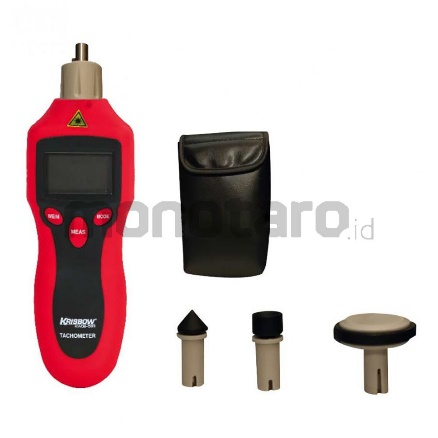 MEM
MODE
MEAS
KRISBOW
TACHOMETER
monotaro.id